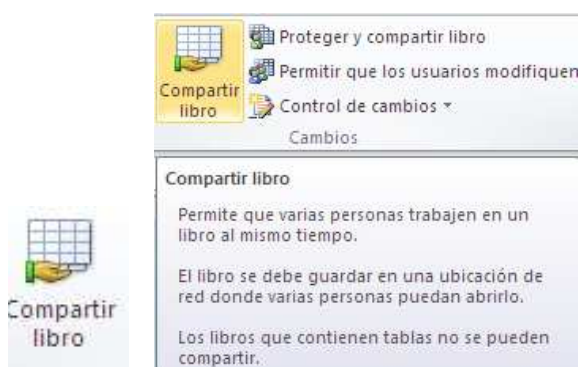 Compartir
libro
Proteger y compartir libro
Permitir que los usuarios modifiquen
Control de cambios
Cambios
Compartir libro
Permite que varias personas trabajen en un
libro al mismo tiempo.
El libro se debe guardar en una ubicación de
red donde varias personas puedan abrirlo.
Los libros que contienen tablas no se pueden
compartir.
Compartir
libro